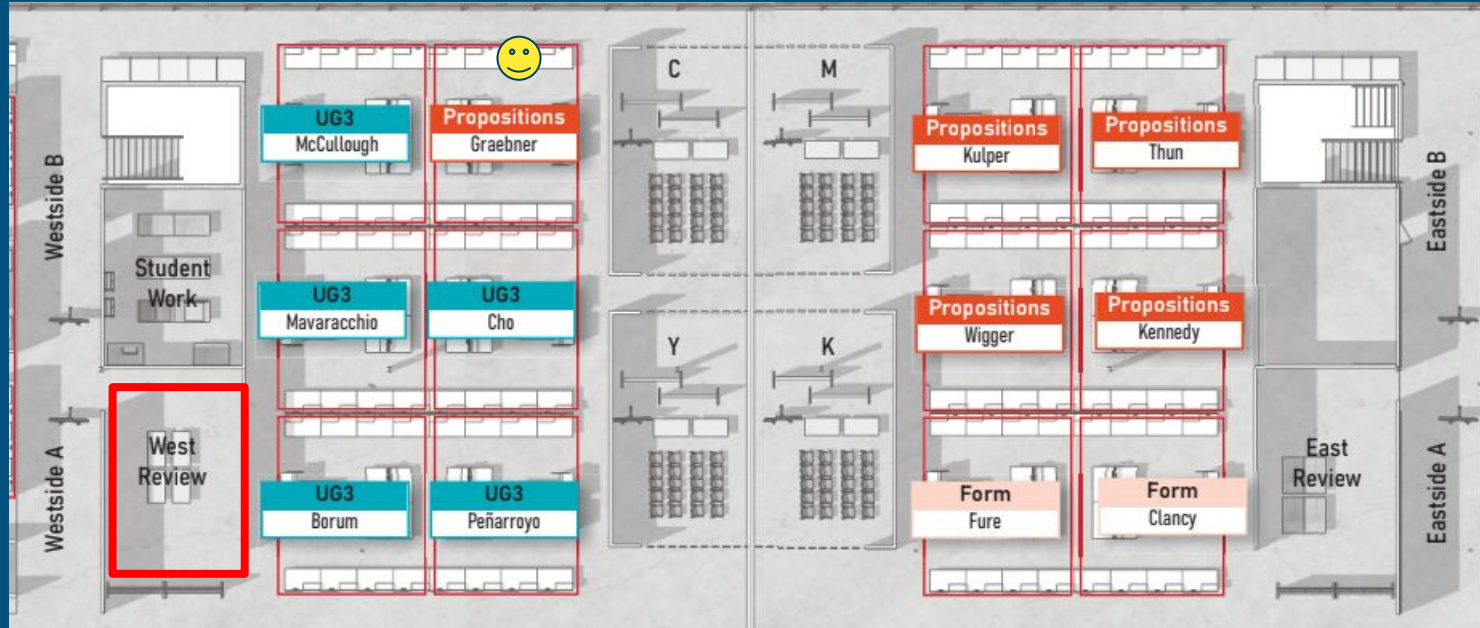 C
M
UG3
McCullough
Propositions
Graebner
Propositions
Kulper
Propositions
Thun
Westside B
Eastside B
Student
Work
UG3
Mavaracchio
UG3
Cho
Propositions
Wigger
Propositions
Kennedy
Y
K
West
Review
East
Review
Westside A
Eastside A
UG3
Borum
UG3
Peñarroyo
Form
Fure
Form
Clancy